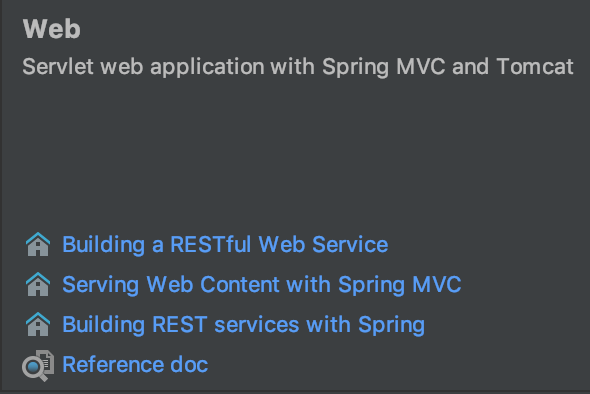 Web
Servlet web application with Spring MVC and Tomcat
Building a RESTful Web Service
Serving Web Content with Spring MVC
Building REST services with Spring
Reference doc